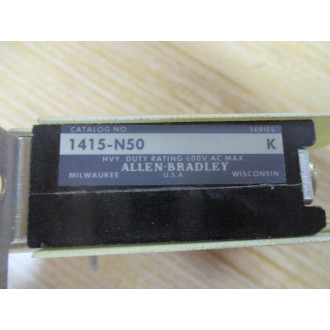 CATALOG NO. SERIES
1415-N50 K
HVY. DUTY RATING 600V. AC MAX.
ALLEN-BRADLEY
MILWAUKEE U.S.A. WISCONSIN